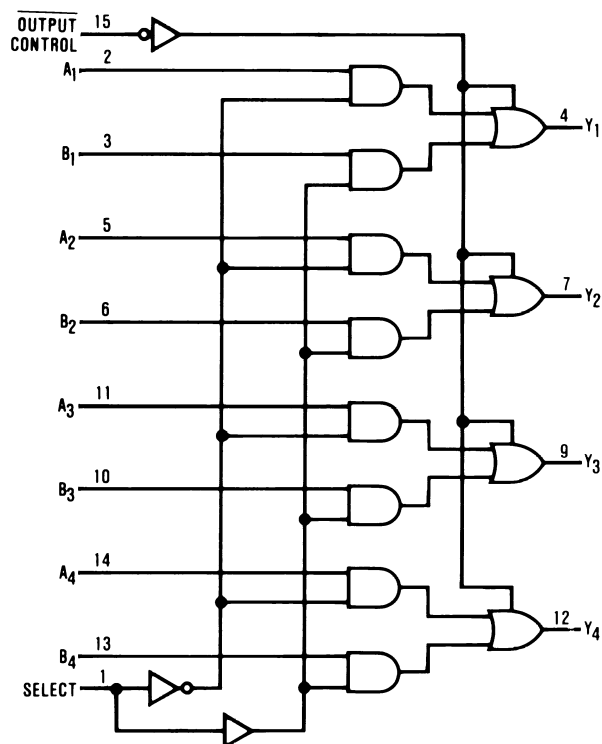 OUTPUT 15
CONTROL
A1 2
4 Y1
B1 3
A2 5
7 Y2
B2 6
A3 11
9 Y3
B3 10
A4 14
12 Y4
B4 13
SELECT 1